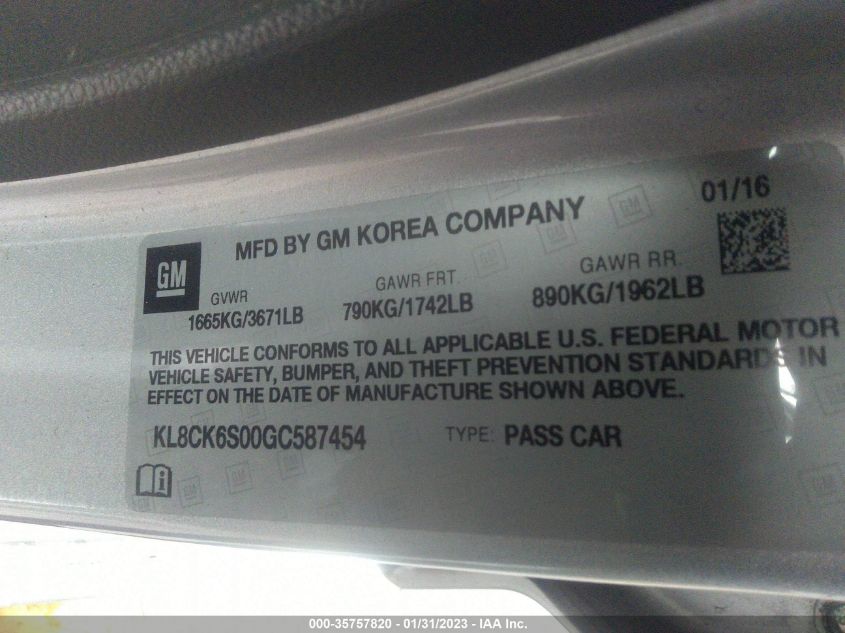 01/16
MFD BY GM KOREA COMPANY
GM
GVWR GAWR FRT. GAWR RR.
1665KG/3671LB 790KG/1742LB 890KG/1962LB
THIS VEHICLE CONFORMS TO ALL APPLICABLE U.S. FEDERAL MOTOR
VEHICLE SAFETY, BUMPER, AND THEFT PREVENTION STANDARDS IN
EFFECT ON THE DATE OF MANUFACTURE SHOWN ABOVE.
KL8CK6S00GC587454 TYPE: PASS CAR
000-35757820 - 01/31/2023 - IAA Inc.